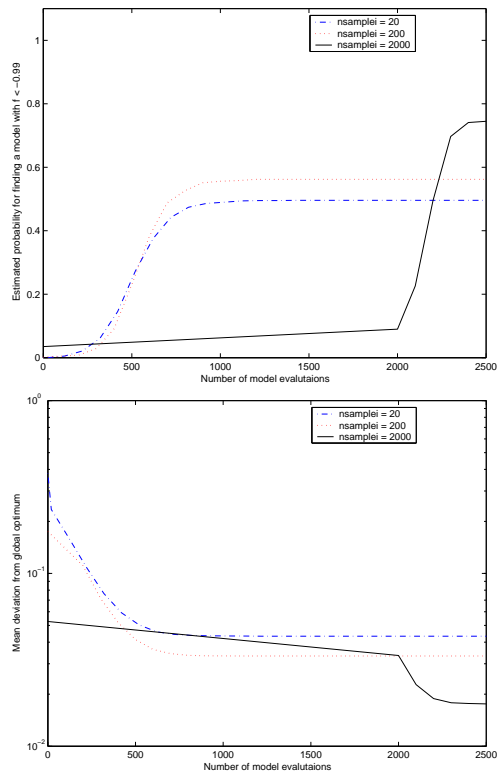 1
0.8
0.6
0.4
0.2
0
Estimated probability for finding a model with f < −0.99
nsamplei = 20
nsamplei = 200
nsamplei = 2000
0
500
1000
1500
2000
2500
Number of model evalutaions
10^0
10^−1
10^−2
Mean deviation from global optimum
nsamplei = 20
nsamplei = 200
nsamplei = 2000
0
500
1000
1500
2000
2500
Number of model evalutaions